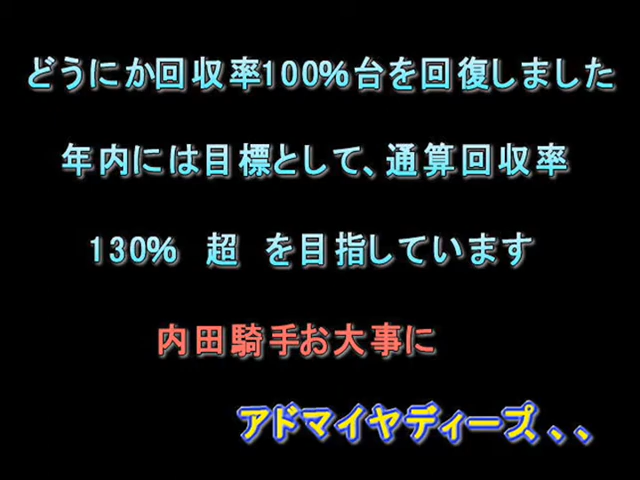 どうにか回収率100%台を回復しました
年内には目標として、通算回収率
130%　超　を目指しています
内田騎手お大事に
アドマイヤディープ、、、